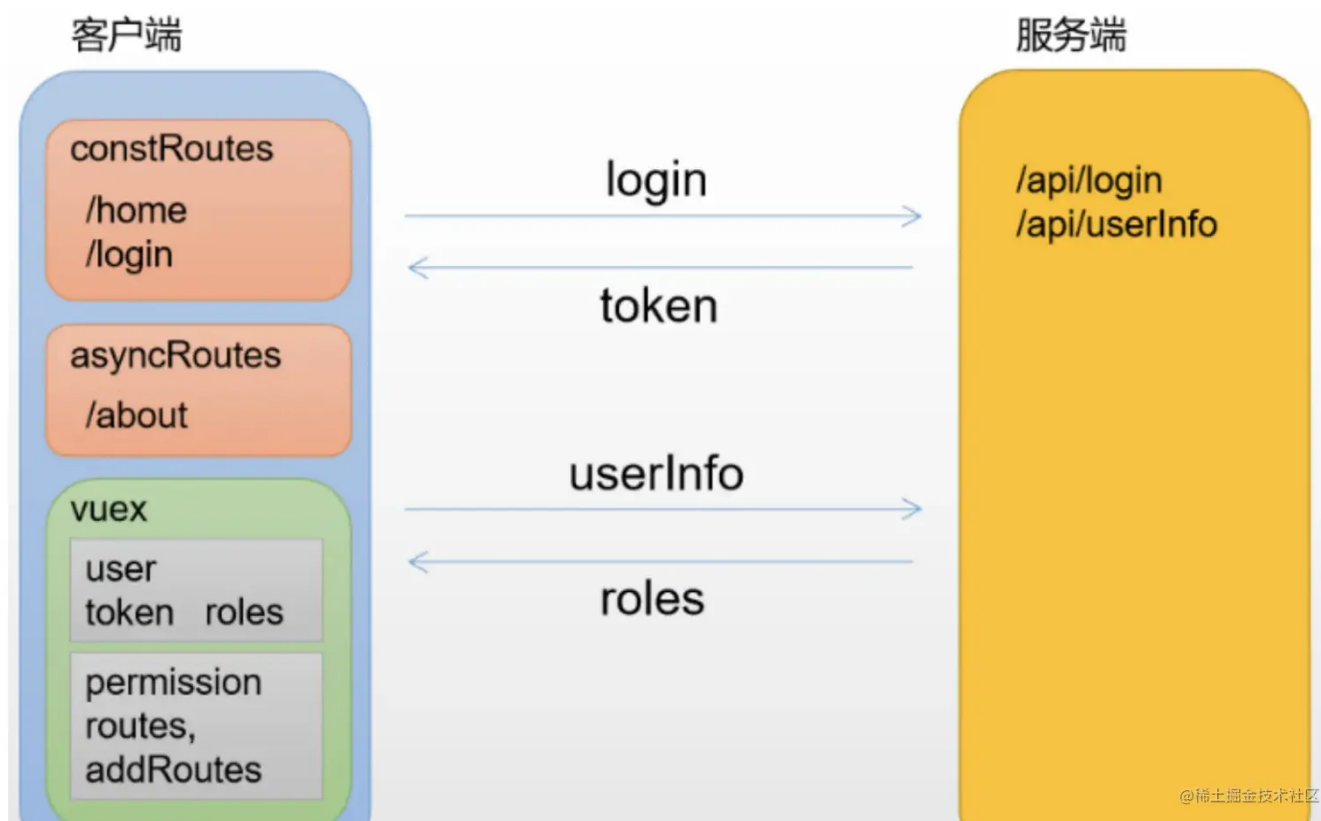 客户端
服务端
constRoutes
/home
/login
asyncRoutes
/about
vuex
user
token roles
permission
routes,
addRoutes
login
token
userInfo
roles
/api/login
/api/userInfo
@稀土掘金技术社区